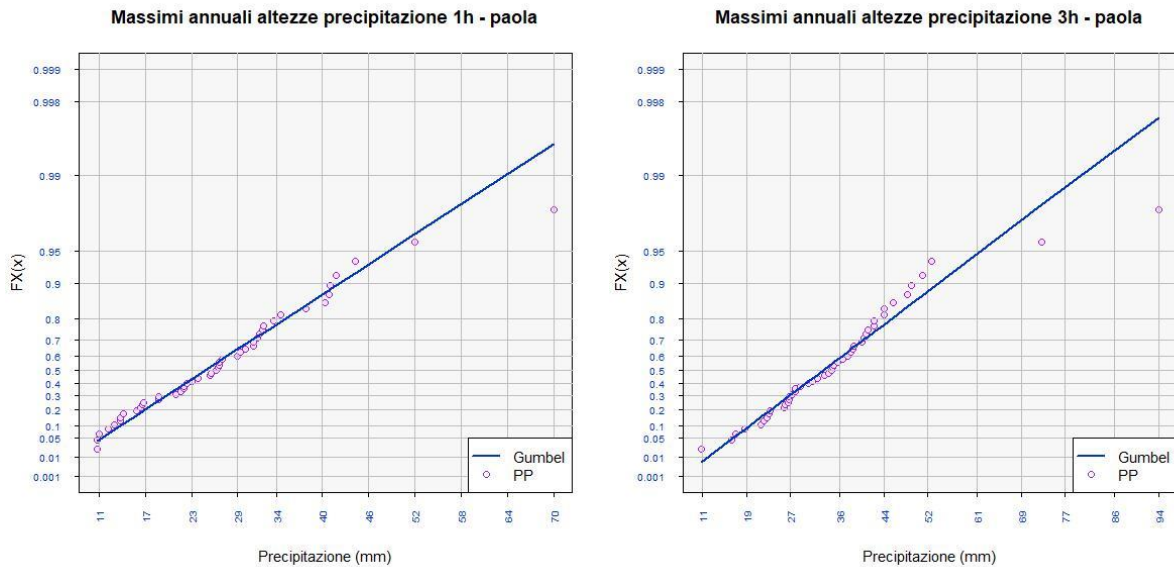 Massimi annuali altezze precipitazione 1h - paola
FX(x)
0.999
0.998
0.99
0.95
0.9
0.8
0.7
0.6
0.5
0.4
0.3
0.2
0.1
0.05
0.01
0.001
Gumbel
PP
11 17 23 29 34 40 46 52 58 64 70
Precipitazione (mm)
Massimi annuali altezze precipitazione 3h - paola
FX(x)
0.999
0.998
0.99
0.95
0.9
0.8
0.7
0.6
0.5
0.4
0.3
0.2
0.1
0.05
0.01
0.001
Gumbel
PP
11 19 27 36 44 52 61 69 77 86 94
Precipitazione (mm)